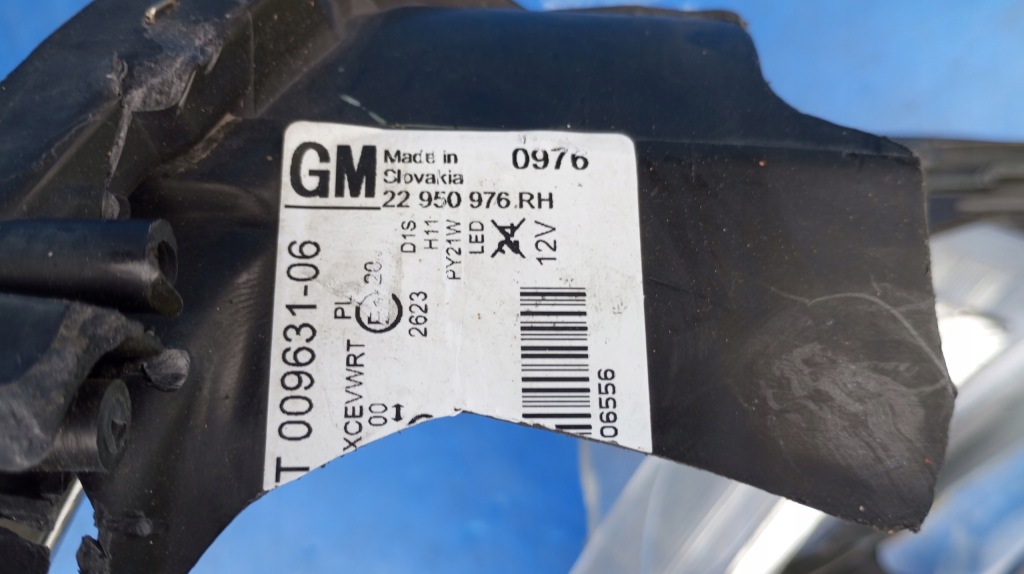 GM
Made in
Slovakia
0976
22 950 976.RH
D1S
H11
PY21W
LED
12V
T 009631-06
XCEVWRT PL
00 ↔
2623
06556